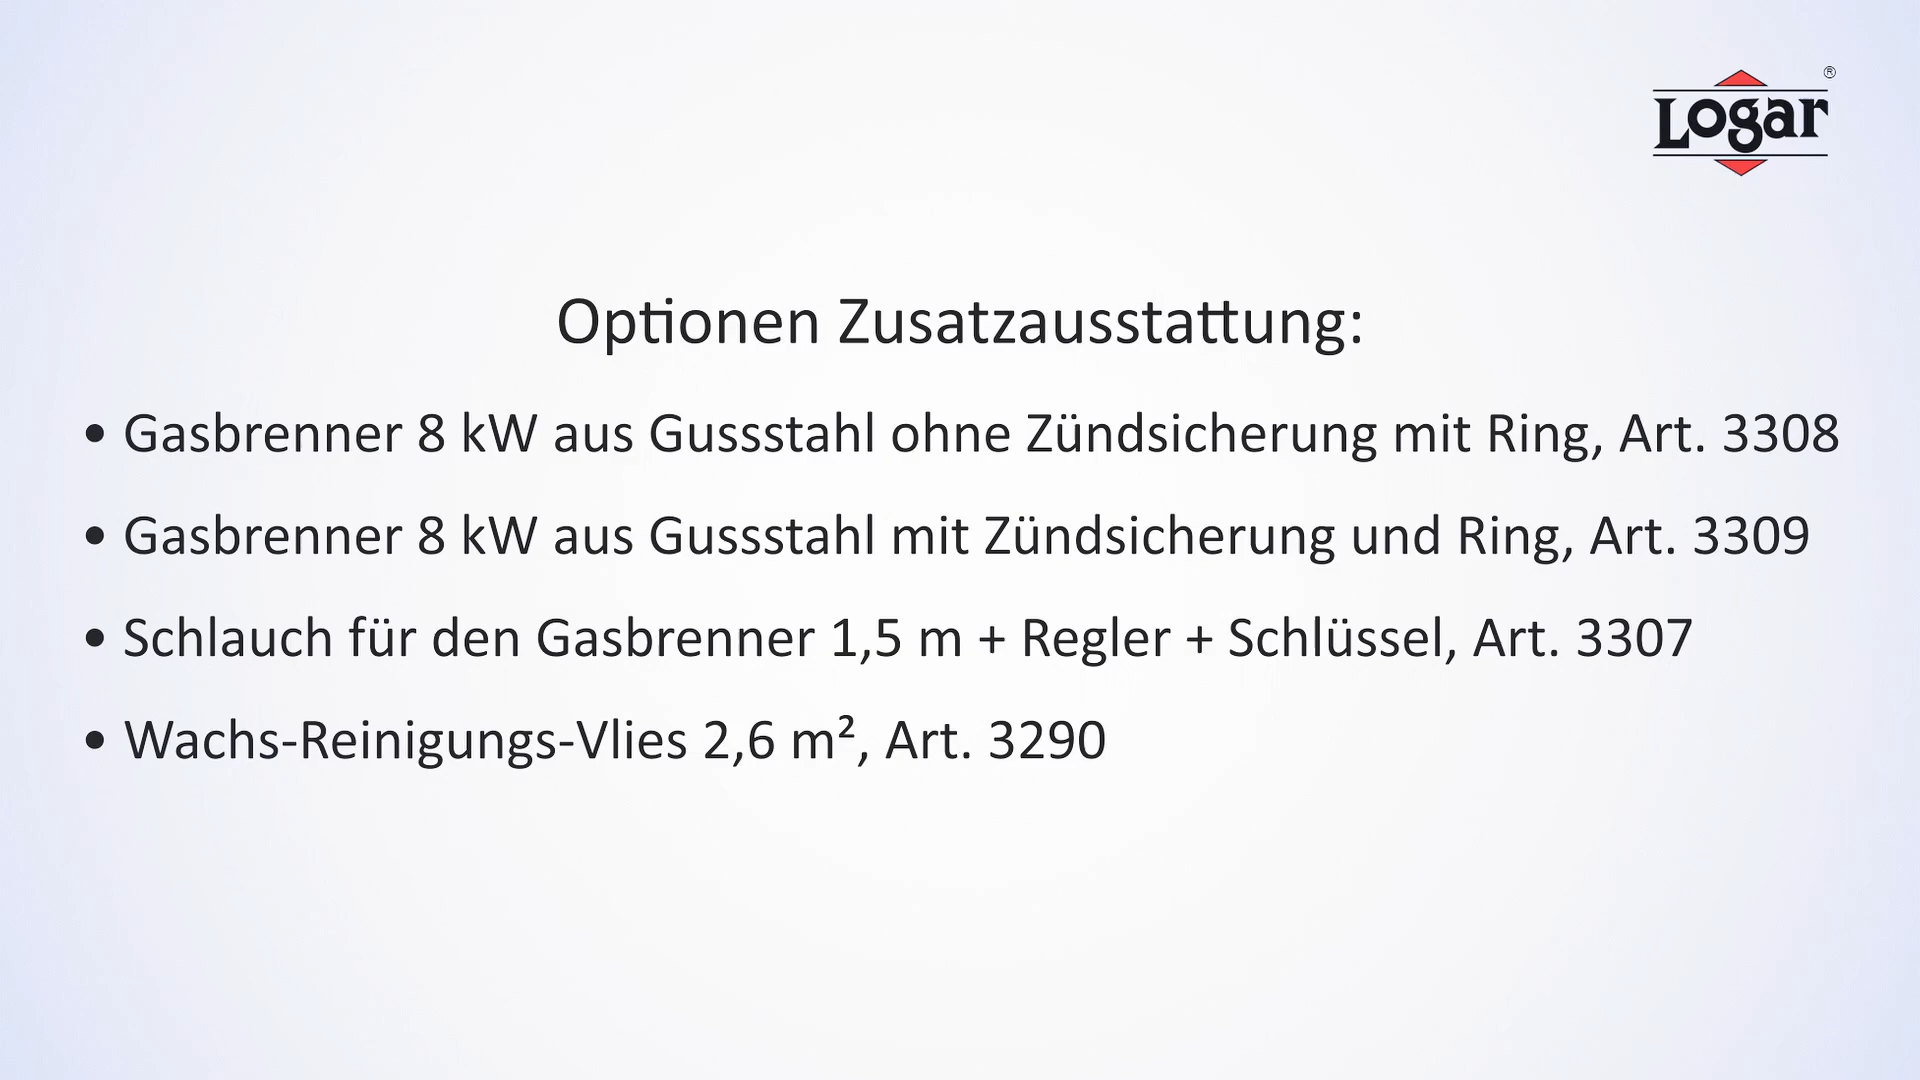 Logar ®
Optionen Zusatzausstattung:
• Gasbrenner 8 kW aus Gussstahl ohne Zündsicherung mit Ring, Art. 3308
• Gasbrenner 8 kW aus Gussstahl mit Zündsicherung und Ring, Art. 3309
• Schlauch für den Gasbrenner 1,5 m + Regler + Schlüssel, Art. 3307
• Wachs-Reinigungs-Vlies 2,6 m², Art. 3290